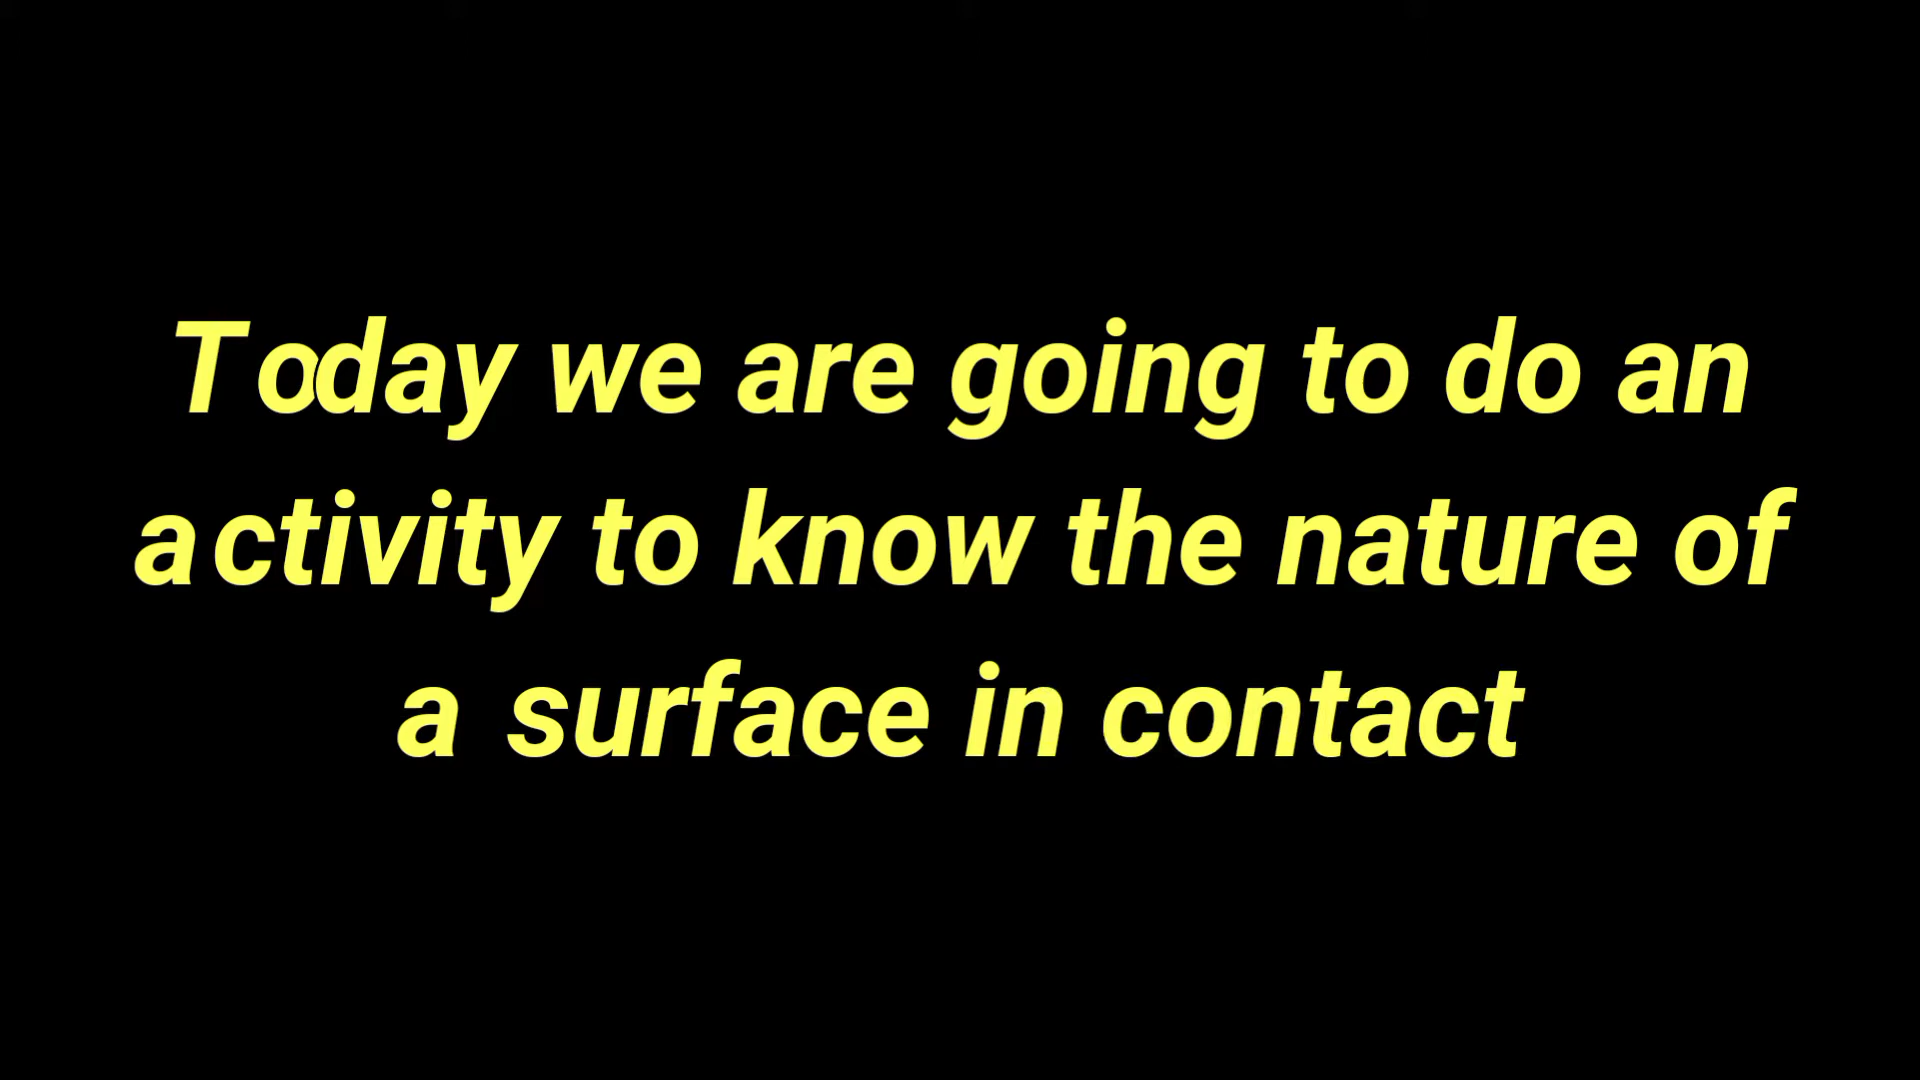 Today we are going to do an
activity to know the nature of
a surface in contact